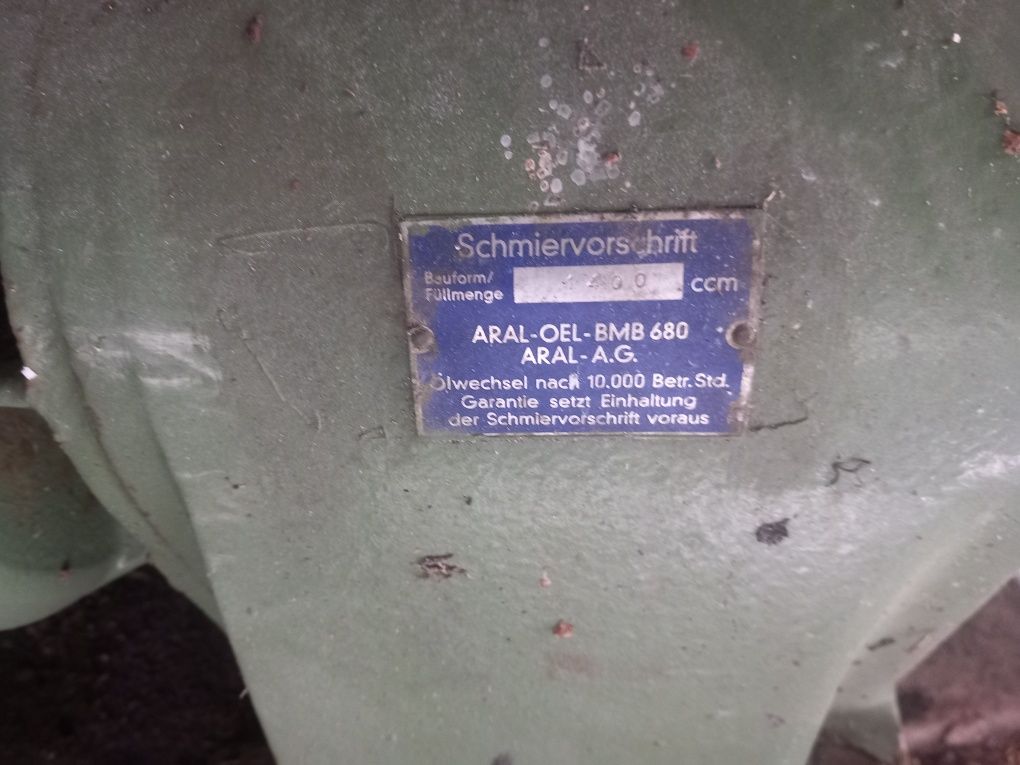 Schmiervorschrift
Bauform/
Füllmenge 1400 ccm
ARAL-OEL-BMB 680
ARAL-A.G.
Ölwechsel nach 10.000 Betr.Std.
Garantie setzt Einhaltung
der Schmiervorschrift voraus